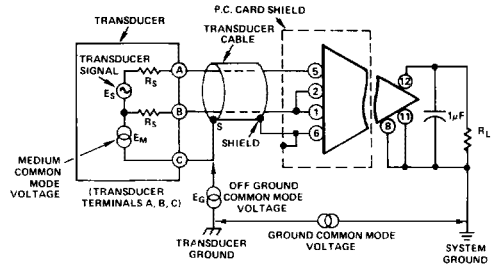 P.C. CARD SHIELD
TRANSDUCER
TRANSDUCER
CABLE
TRANSDUCER
SIGNAL
RS
A
5
12
ES
2
RS
B
1
8
11
1μF
RL
EM
S
6
SHIELD
MEDIUM
COMMON
MODE
VOLTAGE
C
(TRANSDUCER
TERMINALS A, B, C)
EG
OFF GROUND
COMMON MODE
VOLTAGE
TRANSDUCER
GROUND
GROUND COMMON MODE
VOLTAGE
SYSTEM
GROUND